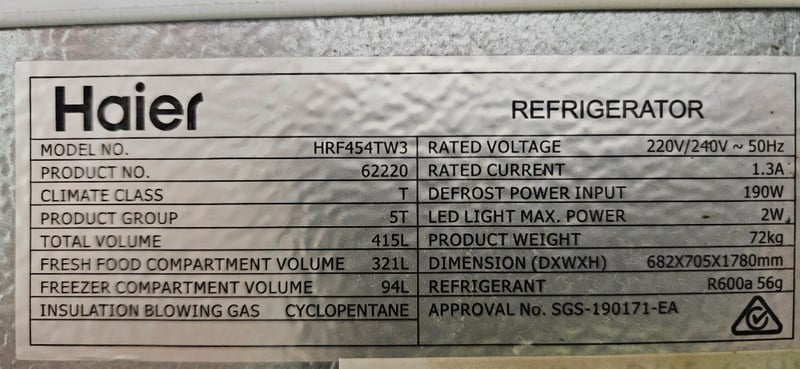 Haier REFRIGERATOR
MODEL NO. HRF454TW3 RATED VOLTAGE 220V/240V ~ 50Hz
PRODUCT NO. 62220 RATED CURRENT 1.3A
CLIMATE CLASS T DEFROST POWER INPUT 190W
PRODUCT GROUP 5T LED LIGHT MAX. POWER 2W
TOTAL VOLUME 415L PRODUCT WEIGHT 72kg
FRESH FOOD COMPARTMENT VOLUME 321L DIMENSION (DXWXH) 682X705X1780mm
FREEZER COMPARTMENT VOLUME 94L REFRIGERANT R600a 56g
INSULATION BLOWING GAS CYCLOPENTANE APPROVAL No. SGS-190171-EA